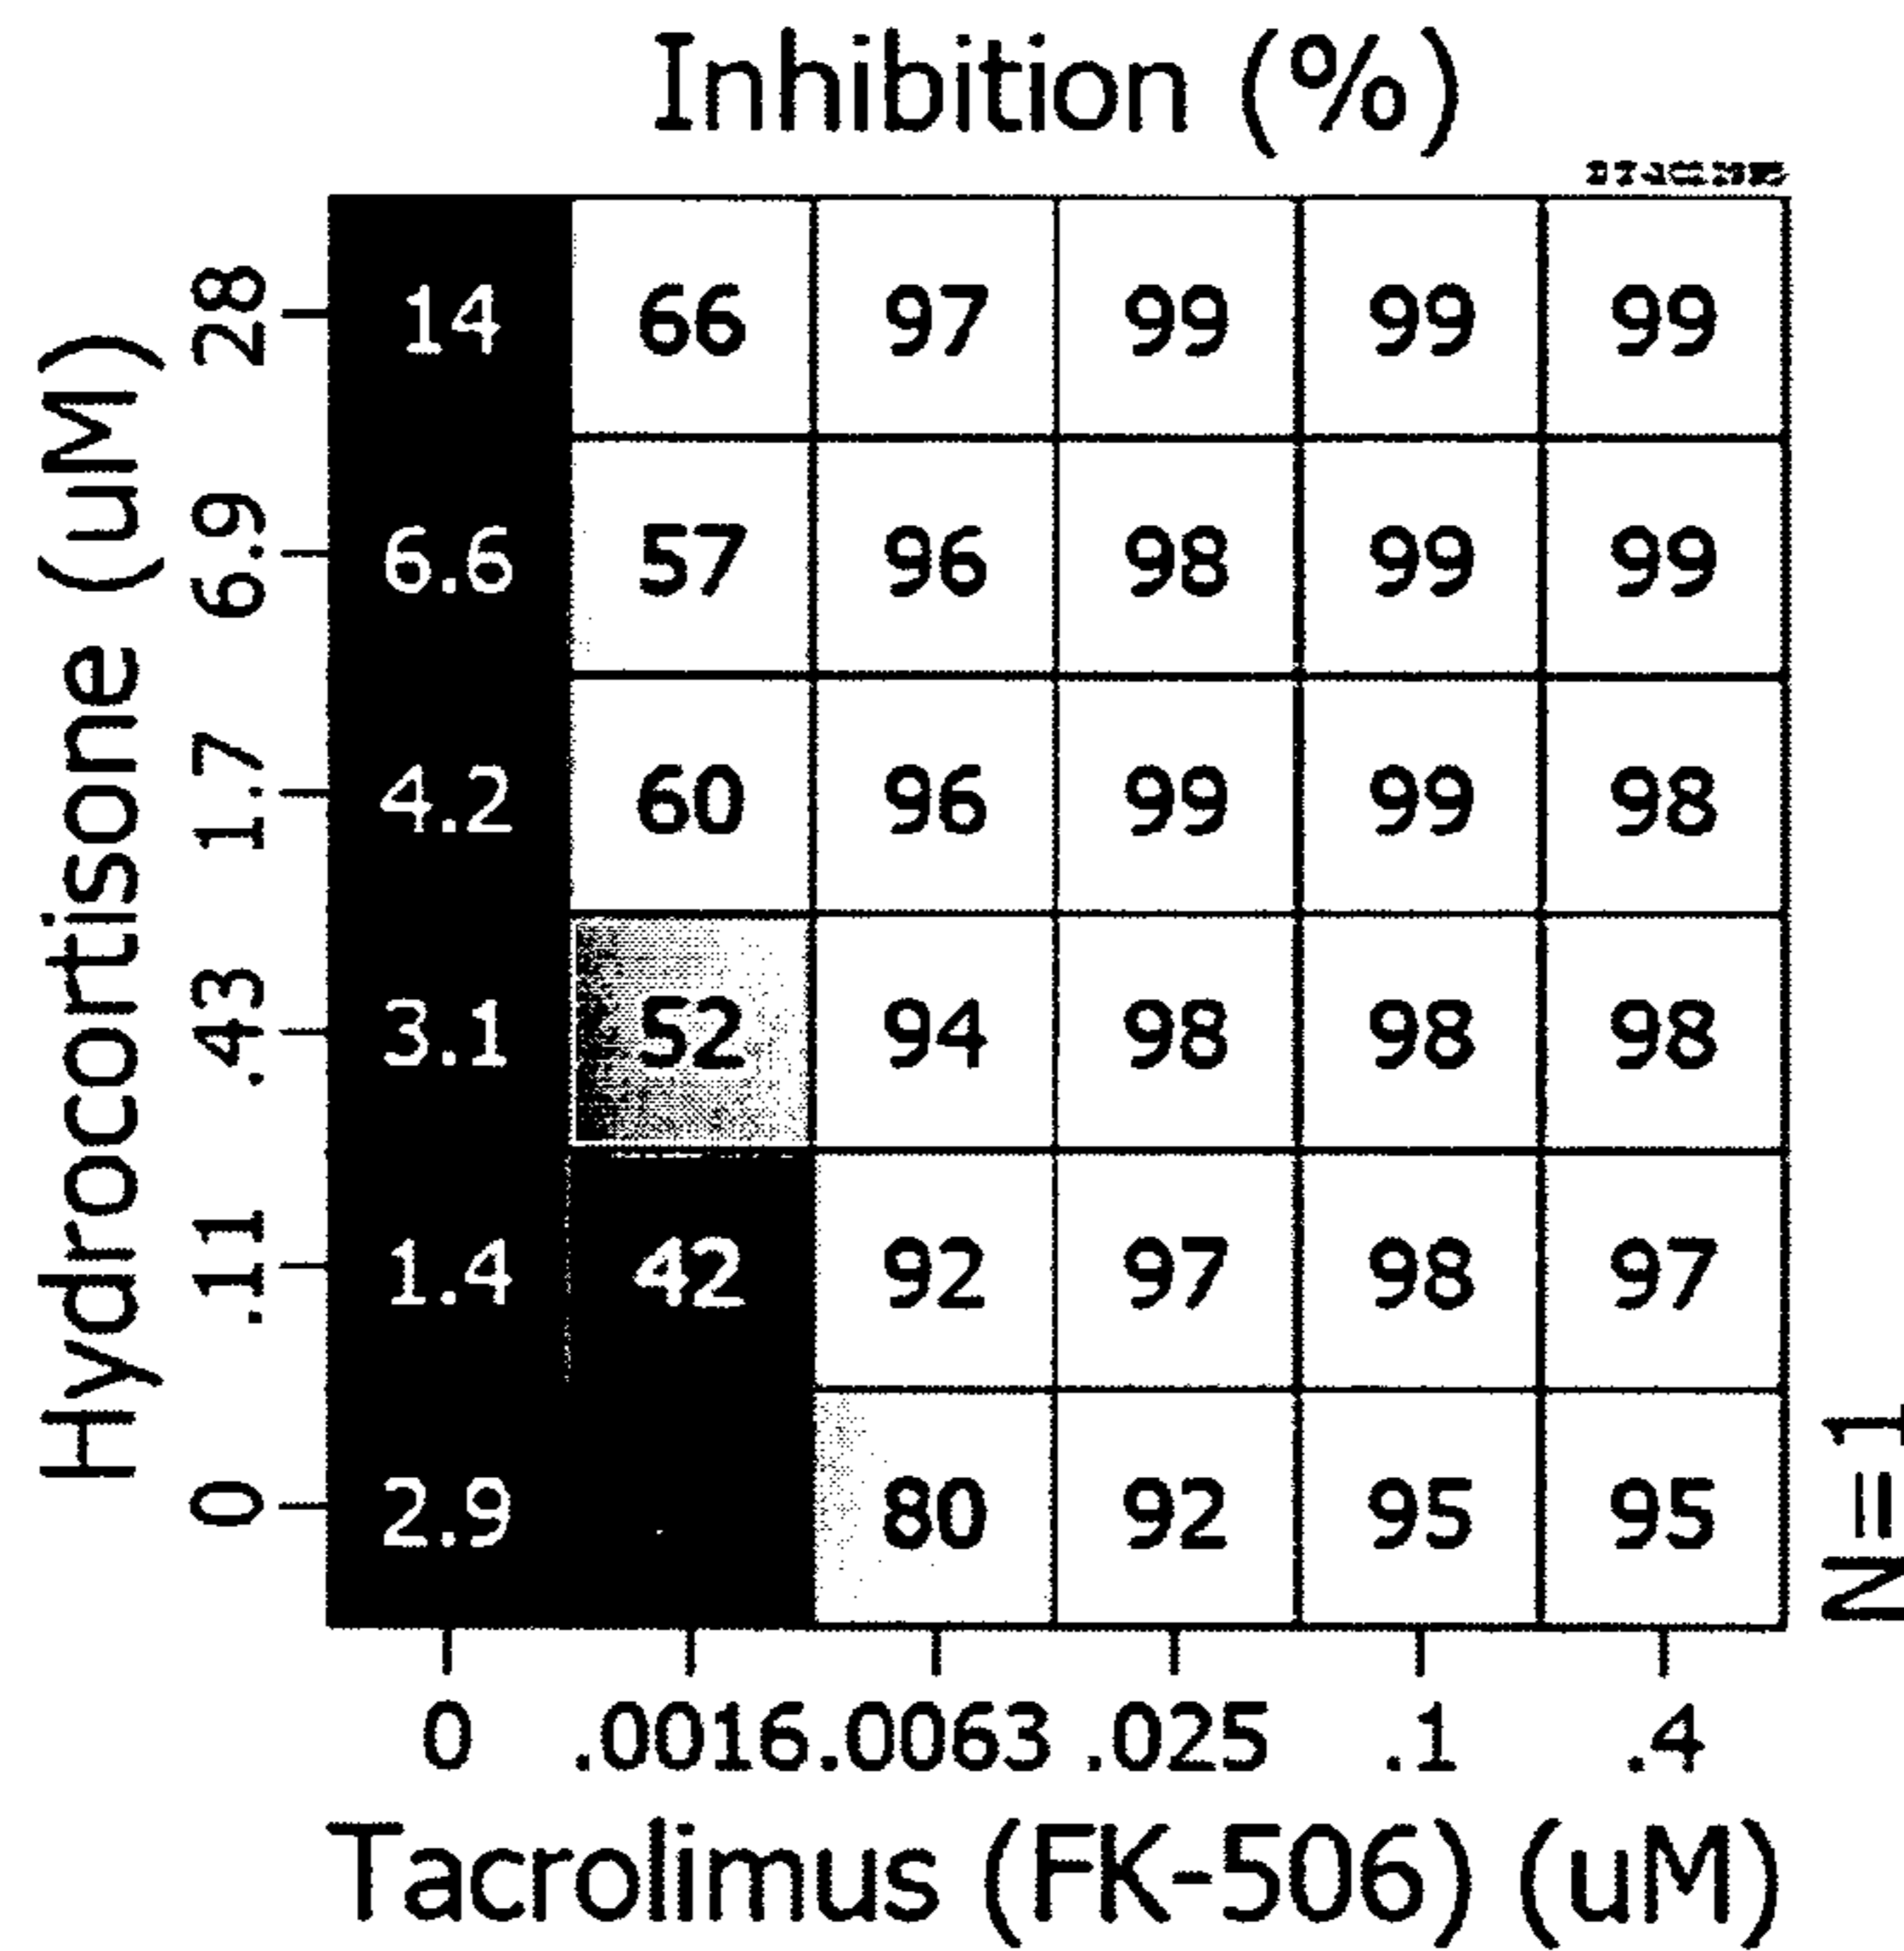 Inhibition (%)
Hydrocortisone (uM)
28 14 66 97 99 99 99
6.9 6.6 57 96 98 99 99
1.7 4.2 60 96 99 99 98
.43 3.1 52 94 98 98 98
.11 1.4 42 92 97 98 97
0 2.9 80 92 95 95
N=1
0 .0016 .0063 .025 .1 .4
Tacrolimus (FK-506) (uM)